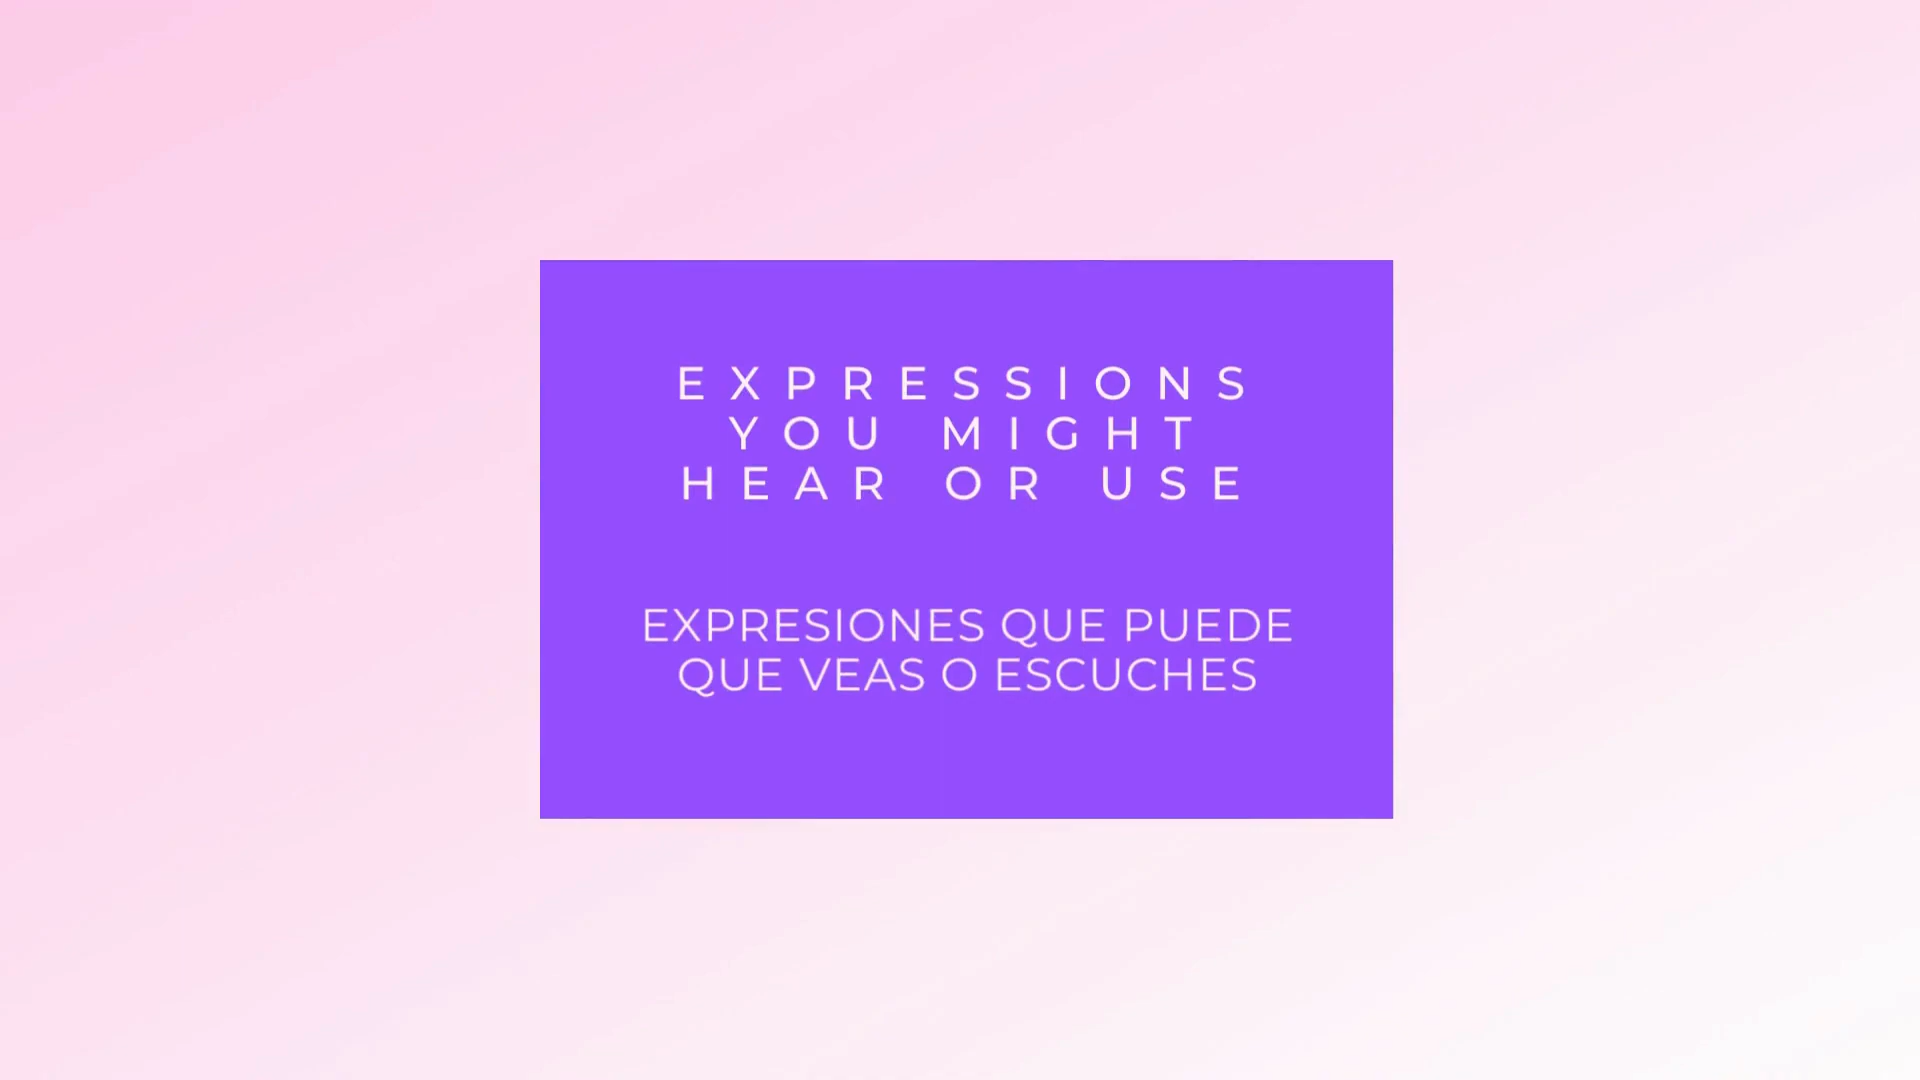 EXPRESSIONS
YOU MIGHT
HEAR OR USE
EXPRESIONES QUE PUEDE
QUE VEAS O ESCUCHES